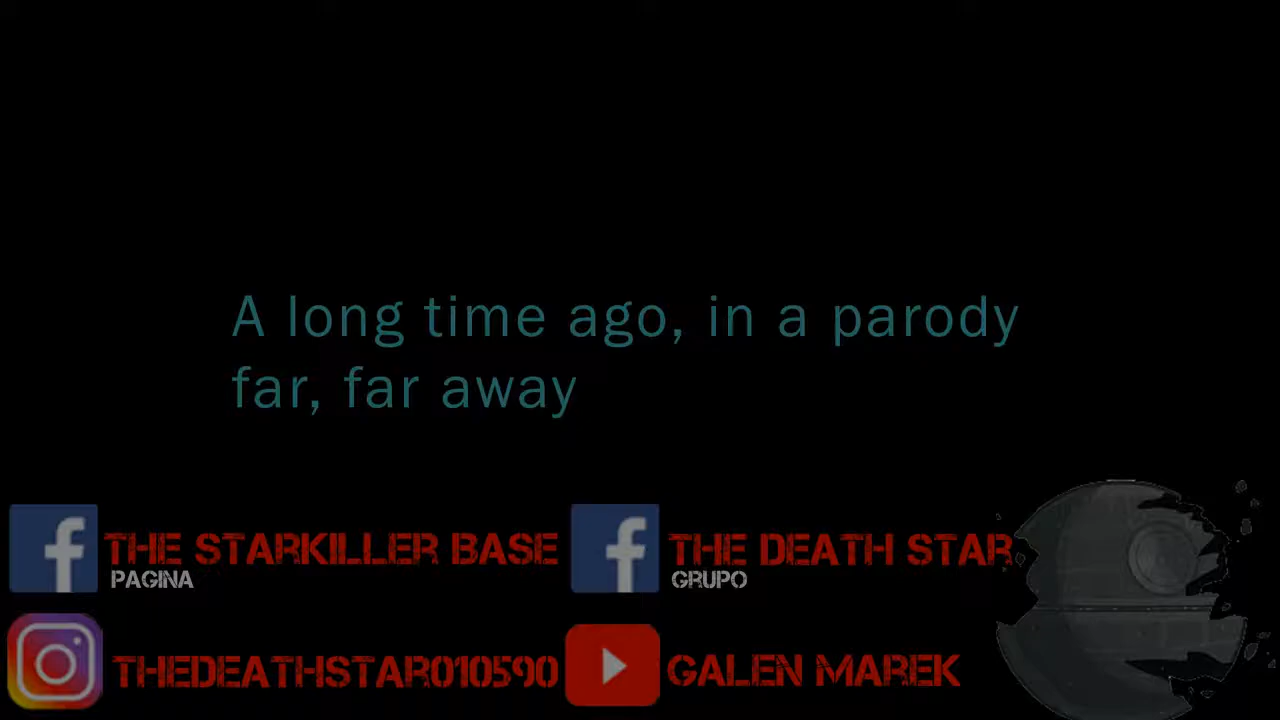 A long time ago, in a parody
far, far away
THE STARKILLER BASE
PAGINA
THE DEATH STAR
GRUPO
THEDEATHSTAR010590
GALEN MAREK